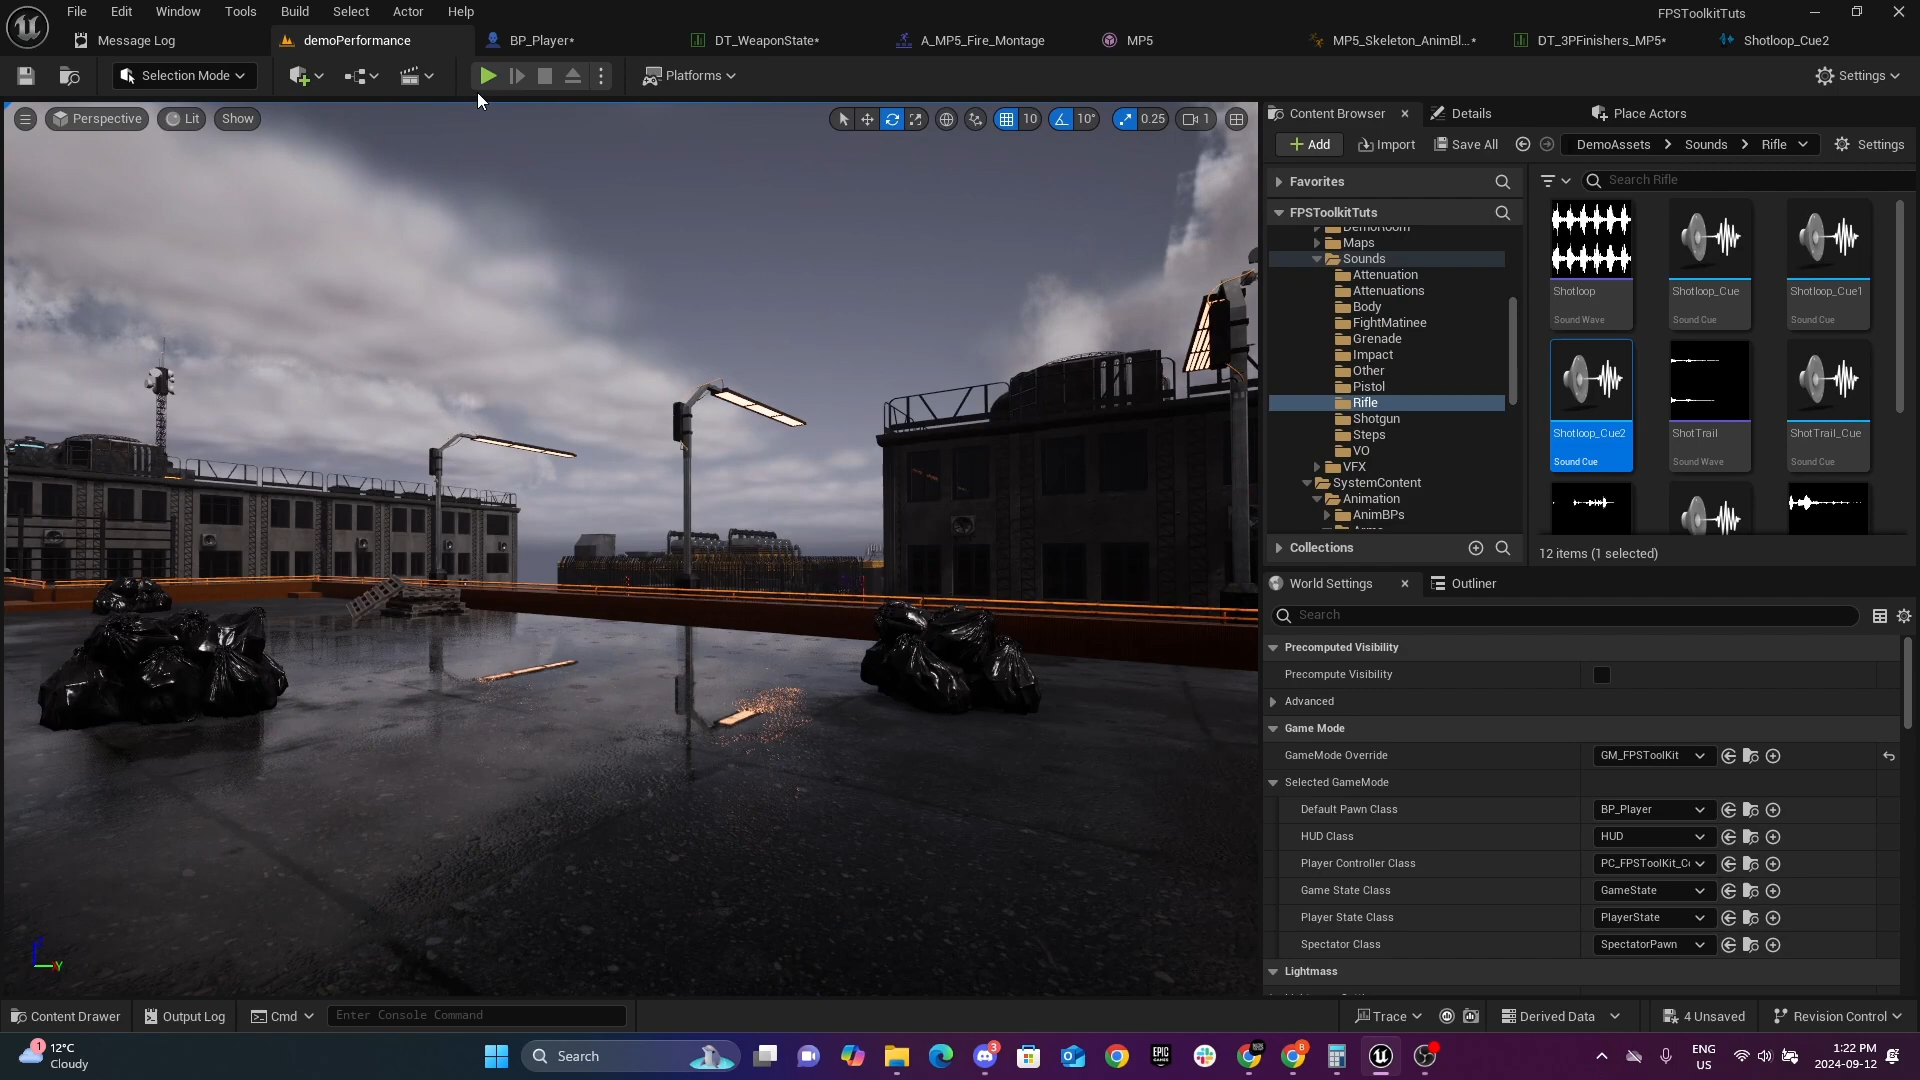 File Edit Window Tools Build Select Actor Help
FPSToolkitTuts
Message Log demoPerformance BP_Player* DT_WeaponState* A_MP5_Fire_Montage MP5 MP5_Skeleton_AnimBl...* DT_3PFinishers_MP5* Shotloop_Cue2
Selection Mode Platforms Settings
Perspective Lit Show 10 10° 0.25 1
Content Browser Details Place Actors
Add Import Save All DemoAssets Sounds Rifle Settings
Favorites
Search Rifle
FPSToolkitTuts
DemoRoom
Maps
Sounds
Attenuation
Attenuations
Body
FightMatinee
Grenade
Impact
Other
Pistol
Rifle
Shotgun
Steps
VO
VFX
SystemContent
Animation
AnimBPs
Collections
Shotloop Shotloop_Cue Shotloop_Cue1
Sound Wave Sound Cue Sound Cue
Shotloop_Cue2 ShotTrail ShotTrail_Cue
Sound Cue Sound Wave Sound Cue
12 items (1 selected)
World Settings Outliner
Search
Precomputed Visibility
Precompute Visibility
Advanced
Game Mode
GameMode Override GM_FPSToolKit
Selected GameMode
Default Pawn Class BP_Player
HUD Class HUD
Player Controller Class PC_FPSToolKit_C
Game State Class GameState
Player State Class PlayerState
Spectator Class SpectatorPawn
Lightmass
Y
Content Drawer Output Log Cmd Enter Console Command Trace Derived Data 4 Unsaved Revision Control
1
12°C
Cloudy
Search
3
8
EPIC GAMES
ENG
US
1:22 PM
2024-09-12